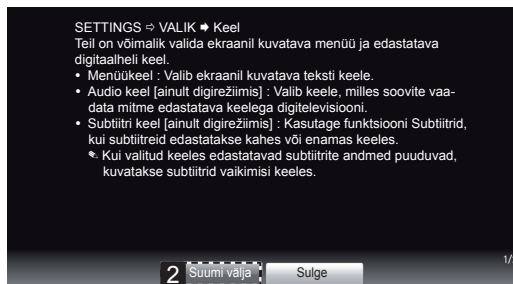 SETTINGS ⇨ VALIK ➡ Keel
Teil on võimalik valida ekraanil kuvatava menüü ja edastatava
digitaalheli keel.
• Menüükeel : Valib ekraanil kuvatava teksti keele.
• Audio keel [ainult digirežiimis] : Valib keele, milles soovite vaa-
data mitme edastatava keelega digitelevisiooni.
• Subtiitri keel [ainult digirežiimis] : Kasutage funktsiooni Subtiitrid,
kui subtiitreid edastatakse kahes või enamas keeles.
✎ Kui valitud keeles edastatavad subtiitrite andmed puuduvad,
kuvatakse subtiitrid vaikimisi keeles.
1/
2 Suumi välja Sulge